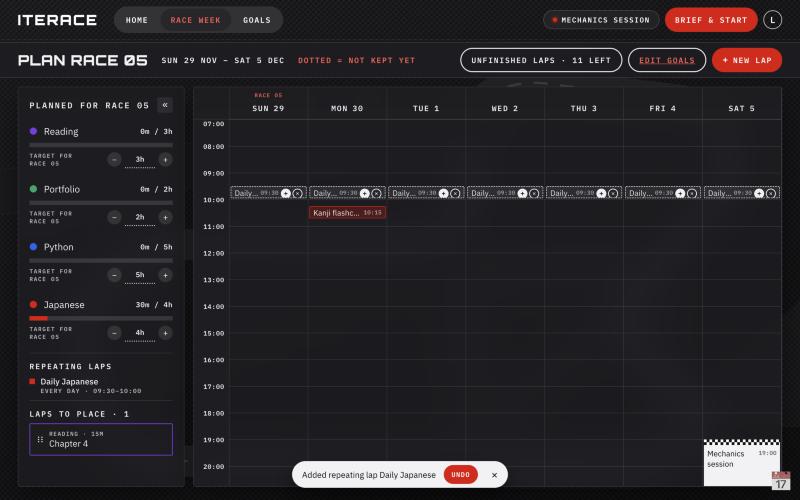 ITERACE
HOME
RACE WEEK
GOALS
MECHANICS SESSION
BRIEF & START
L
PLAN RACE 05
SUN 29 NOV – SAT 5 DEC
DOTTED = NOT KEPT YET
UNFINISHED LAPS · 11 LEFT
EDIT GOALS
+ NEW LAP
PLANNED FOR RACE 05
«
Reading
0m / 3h
TARGET FOR
RACE 05
− 3h +
Portfolio
0m / 2h
TARGET FOR
RACE 05
− 2h +
Python
0m / 5h
TARGET FOR
RACE 05
− 5h +
Japanese
30m / 4h
TARGET FOR
RACE 05
− 4h +
REPEATING LAPS
Daily Japanese
EVERY DAY · 09:30–10:00
LAPS TO PLACE · 1
READING · 15M
Chapter 4
RACE 05
SUN 29
MON 30
TUE 1
WED 2
THU 3
FRI 4
SAT 5
07:00
08:00
09:00
Daily... 09:30 + ×
Daily... 09:30 + ×
Daily... 09:30 + ×
Daily... 09:30 + ×
Daily... 09:30 + ×
Daily... 09:30 + ×
Daily... 09:30 + ×
10:00
Kanji flashc... 10:15
11:00
12:00
13:00
14:00
15:00
16:00
17:00
18:00
19:00
Mechanics session 19:00
20:00
Added repeating lap Daily Japanese
UNDO
×
17